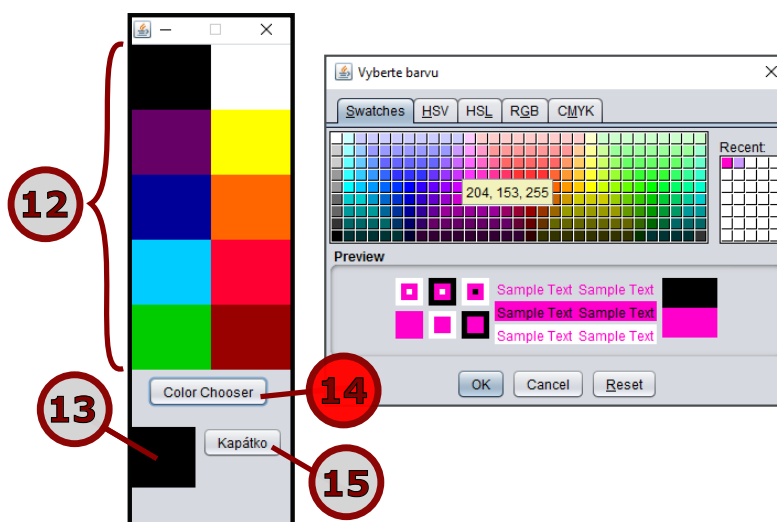 12
Color Chooser
14
13
Kapátko
15
Vyberte barvu
Swatches HSV HSL RGB CMYK
Recent:
204, 153, 255
Preview
Sample Text Sample Text
Sample Text Sample Text
Sample Text Sample Text
OK Cancel Reset